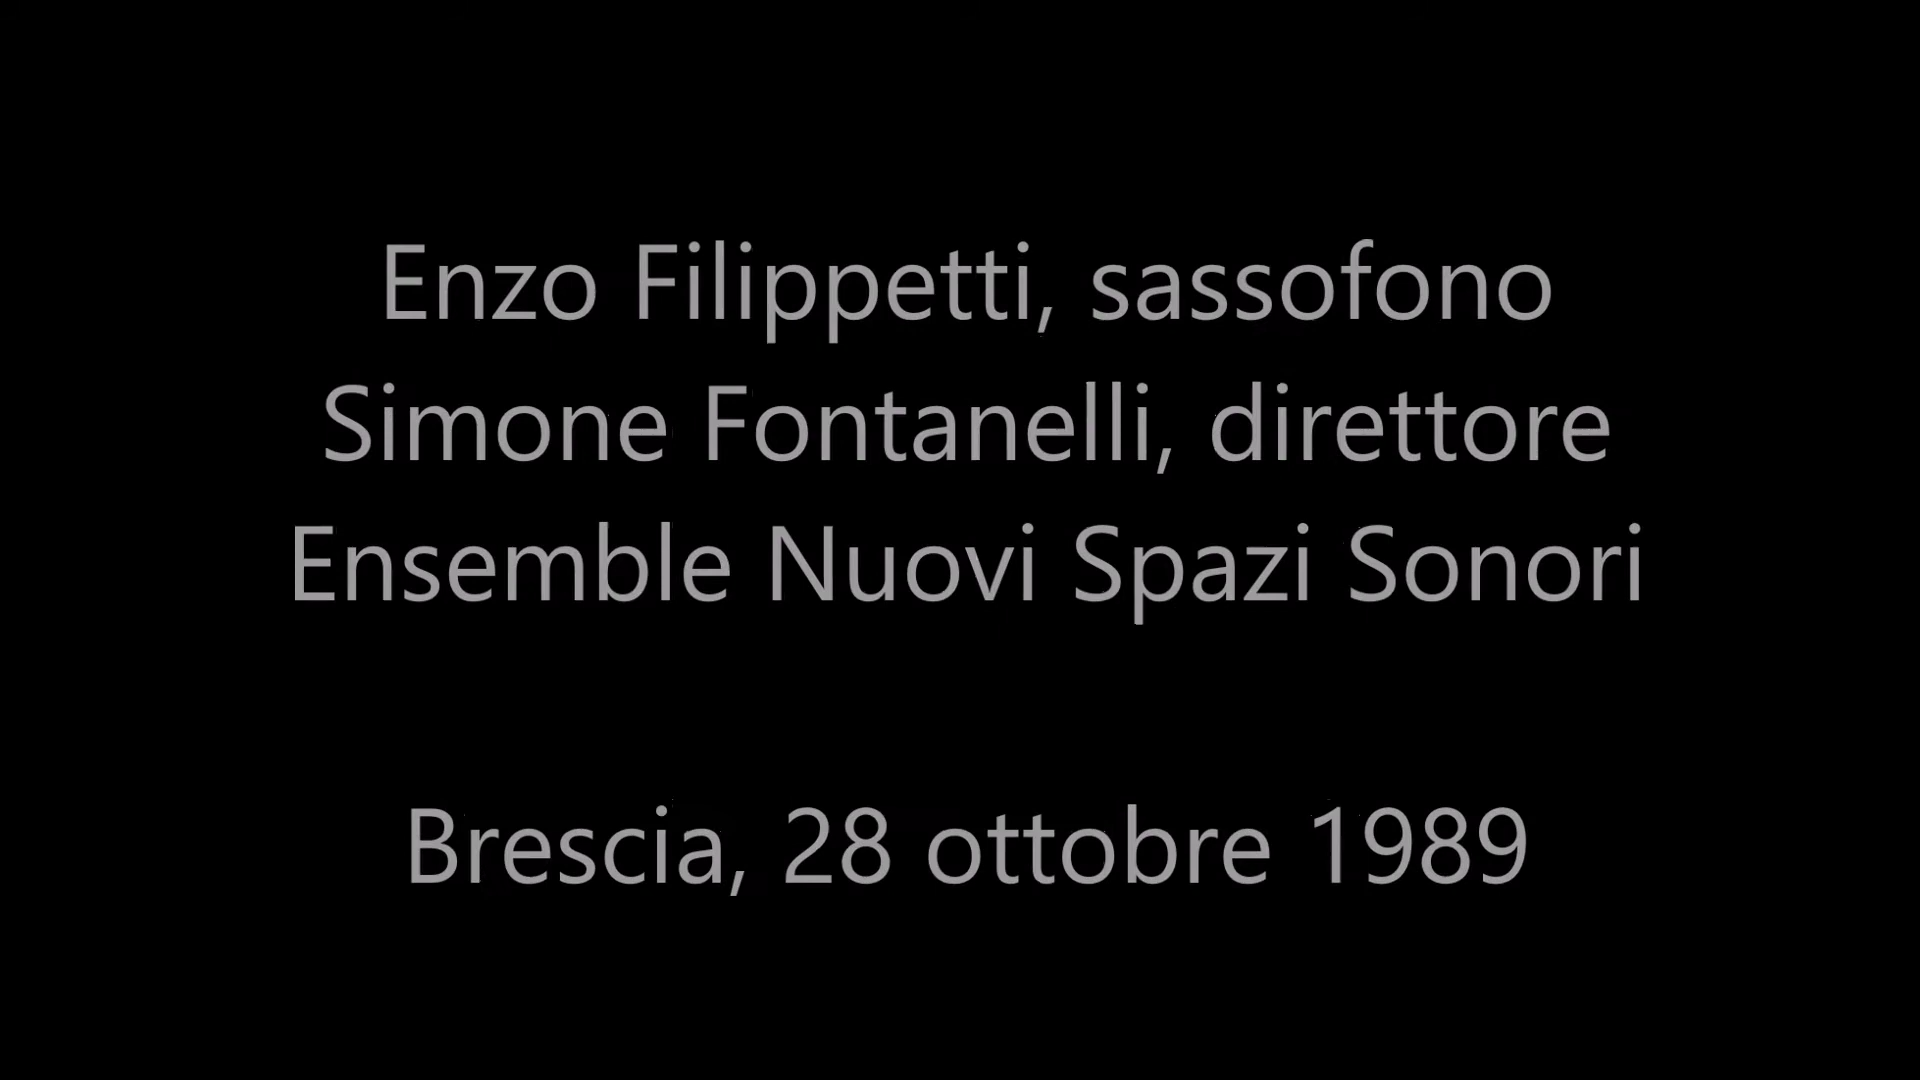 Enzo Filippetti, sassofono
Simone Fontanelli, direttore
Ensemble Nuovi Spazi Sonori
Brescia, 28 ottobre 1989